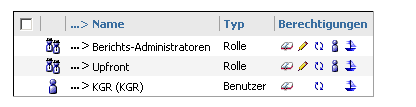 ...> Name Typ Berechtigungen
...> Berichts-Administratoren Rolle
...> Upfront Rolle
...> KGR (KGR) Benutzer